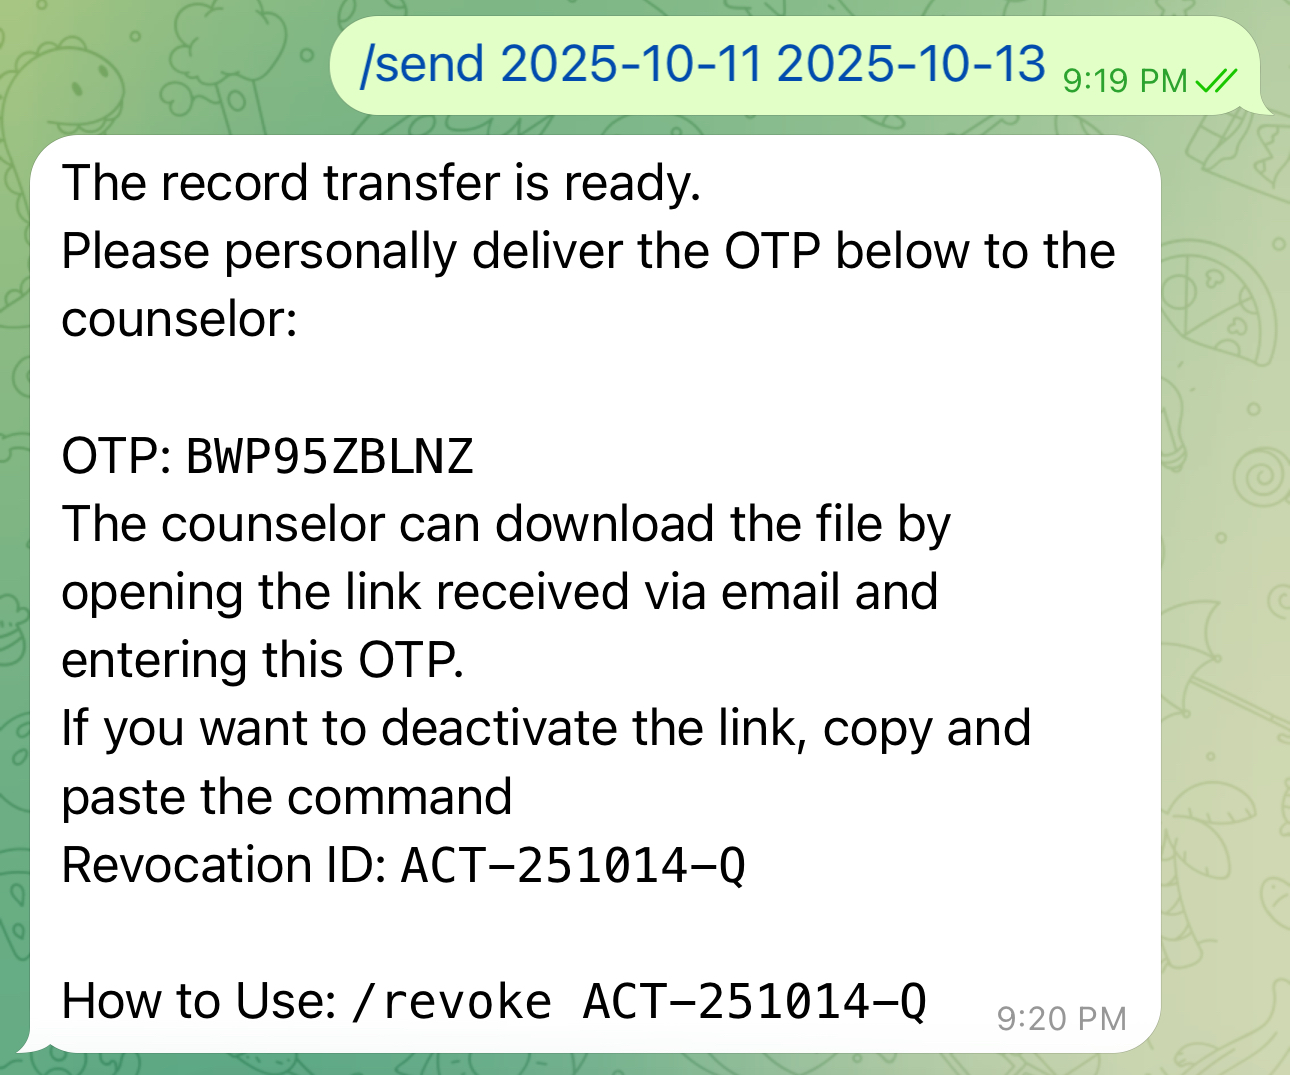 /send 2025-10-11 2025-10-13
9:19 PM
The record transfer is ready.
Please personally deliver the OTP below to the
counselor:
OTP: BWP95ZBLNZ
The counselor can download the file by
opening the link received via email and
entering this OTP.
If you want to deactivate the link, copy and
paste the command
Revocation ID: ACT-251014-Q
How to Use: /revoke ACT-251014-Q
9:20 PM